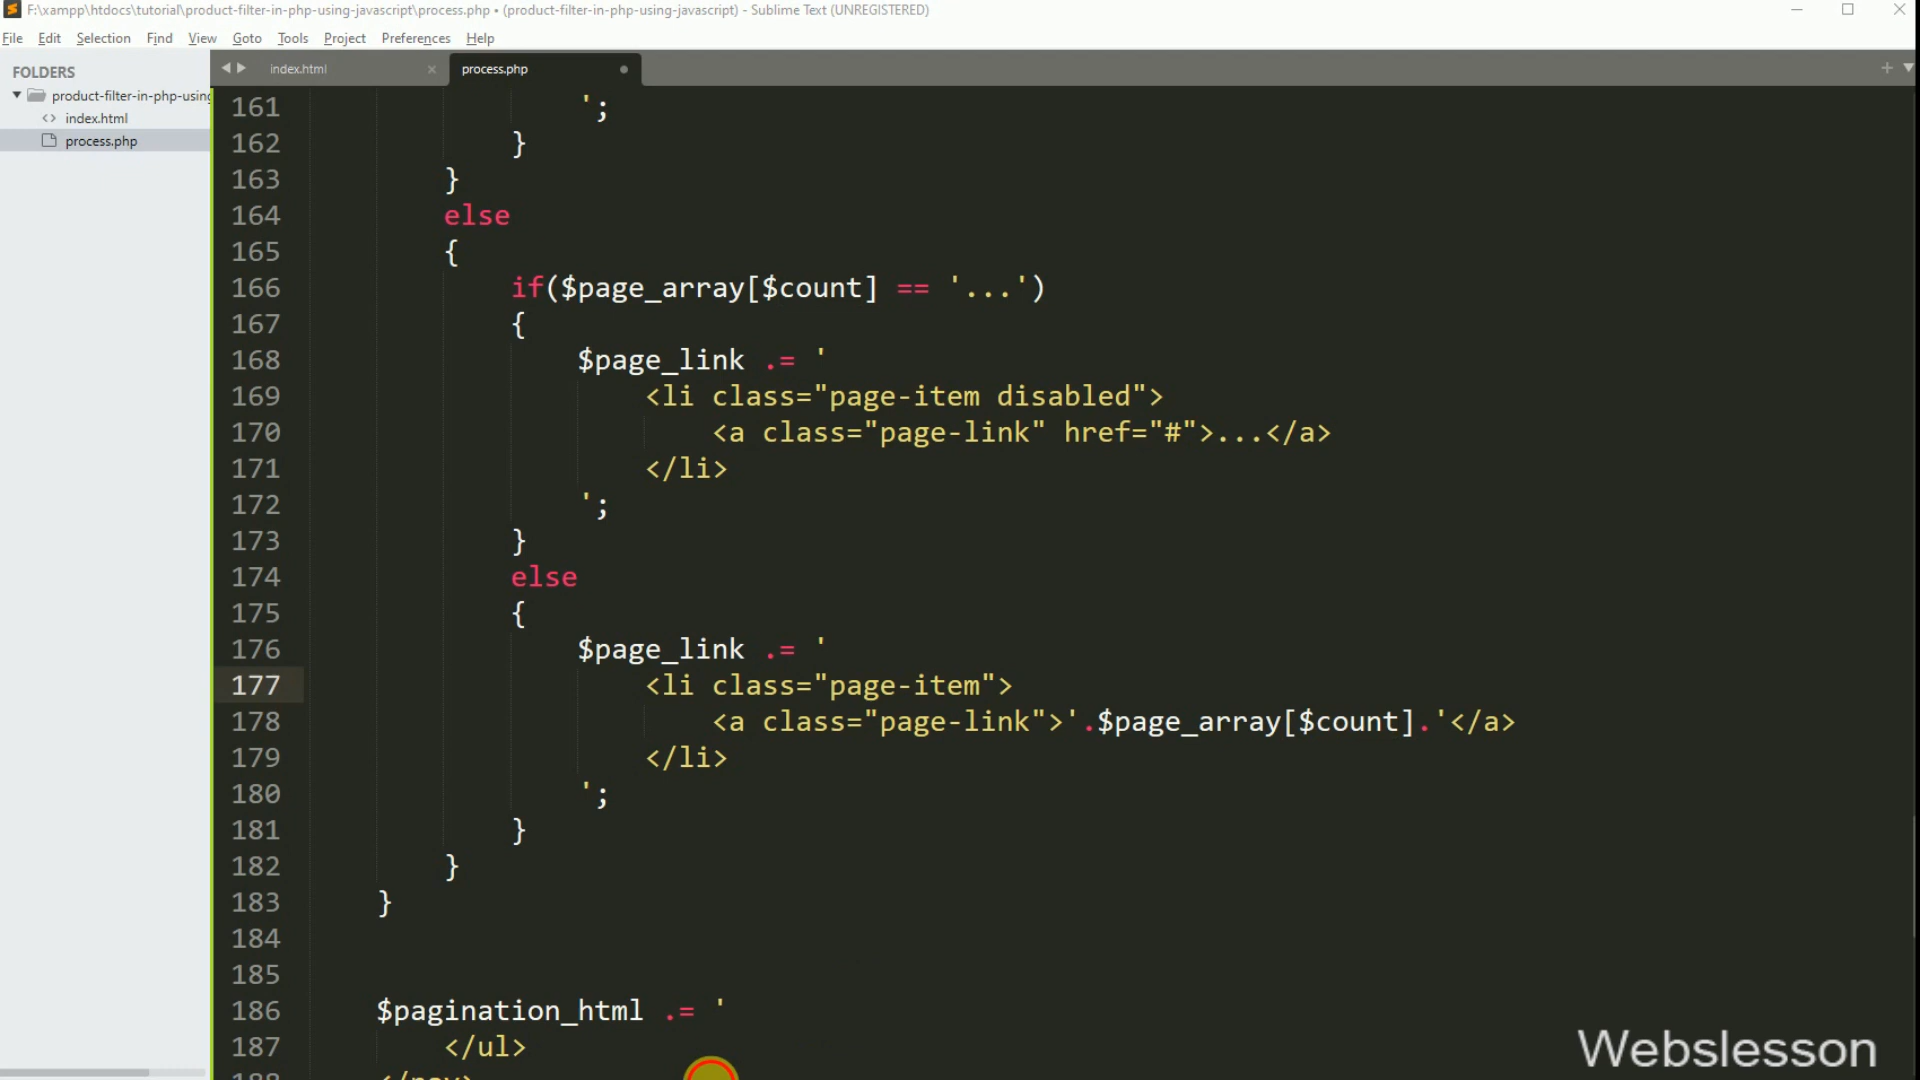 F:\xampp\htdocs\tutorial\product-filter-in-php-using-javascript\process.php • (product-filter-in-php-using-javascript) - Sublime Text (UNREGISTERED)
File Edit Selection Find View Goto Tools Project Preferences Help
FOLDERS
product-filter-in-php-using
index.html
process.php
index.html process.php
161 ';
162 }
163 }
164 else
165 {
166 if($page_array[$count] == '...')
167 {
168 $page_link .= '
169 <li class="page-item disabled">
170 <a class="page-link" href="#">...</a>
171 </li>
172 ';
173 }
174 else
175 {
176 $page_link .= '
177 <li class="page-item">
178 <a class="page-link">'.$page_array[$count].'</a>
179 </li>
180 ';
181 }
182 }
183 }
184
185
186 $pagination_html .= '
187 </ul>
188 </nav>
Webslesson